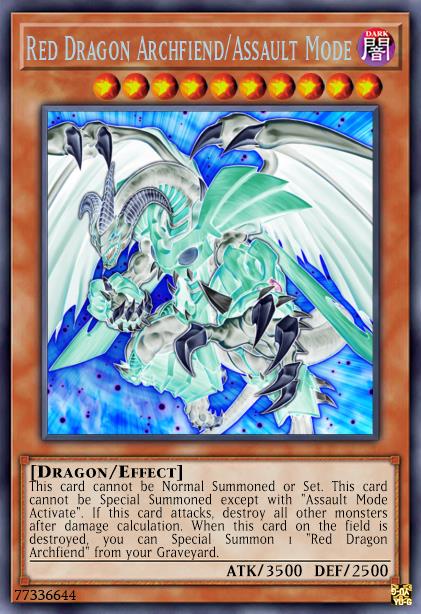 Red Dragon Archfiend/Assault Mode
DARK
闇
[Dragon/Effect]
This card cannot be Normal Summoned or Set. This card
cannot be Special Summoned except with "Assault Mode
Activate". If this card attacks, destroy all other monsters
after damage calculation. When this card on the field is
destroyed, you can Special Summon 1 "Red Dragon
Archfiend" from your Graveyard.
ATK/3500 DEF/2500
77336644